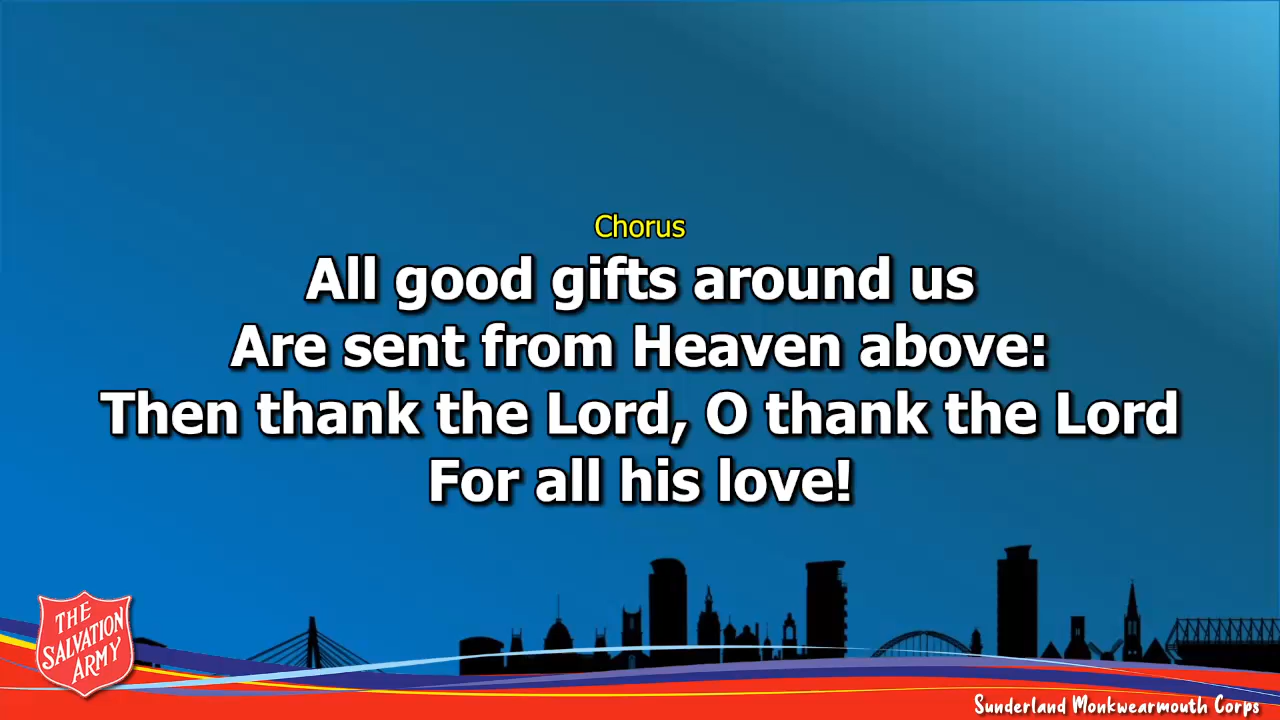 Chorus
All good gifts around us
Are sent from Heaven above:
Then thank the Lord, O thank the Lord
For all his love!
THE
SALVATION
ARMY
Sunderland Monkwearmouth Corps